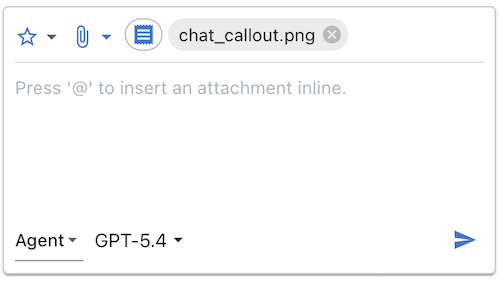 chat_callout.png
Press '@' to insert an attachment inline.
Agent GPT-5.4